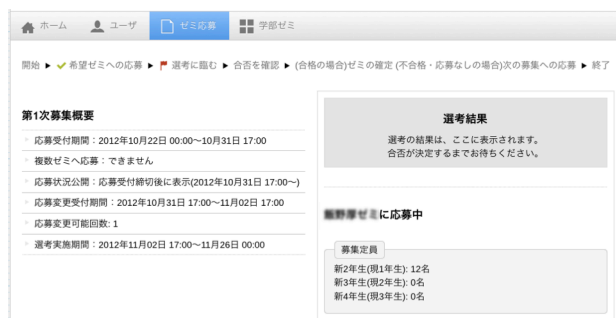 ホーム ユーザ ゼミ応募 学部ゼミ
開始 ▶ ✔ 希望ゼミへの応募 ▶ 選考に臨む ▶ 合否を確認 ▶ (合格の場合)ゼミの確定 (不合格・応募なしの場合)次の募集への応募 ▶ 終了
第1次募集概要
応募受付期間：2012年10月22日 00:00〜10月31日 17:00
複数ゼミへ応募：できません
応募状況公開：応募受付締切後に表示(2012年10月31日 17:00〜)
応募変更受付期間：2012年10月31日 17:00〜11月02日 17:00
応募変更可能回数: 1
選考実施期間：2012年11月02日 17:00〜11月26日 00:00
選考結果
選考の結果は、ここに表示されます。
合否が決定するまでお待ちください。
に応募中
募集定員
新2年生(現1年生): 12名
新3年生(現2年生): 0名
新4年生(現3年生): 0名